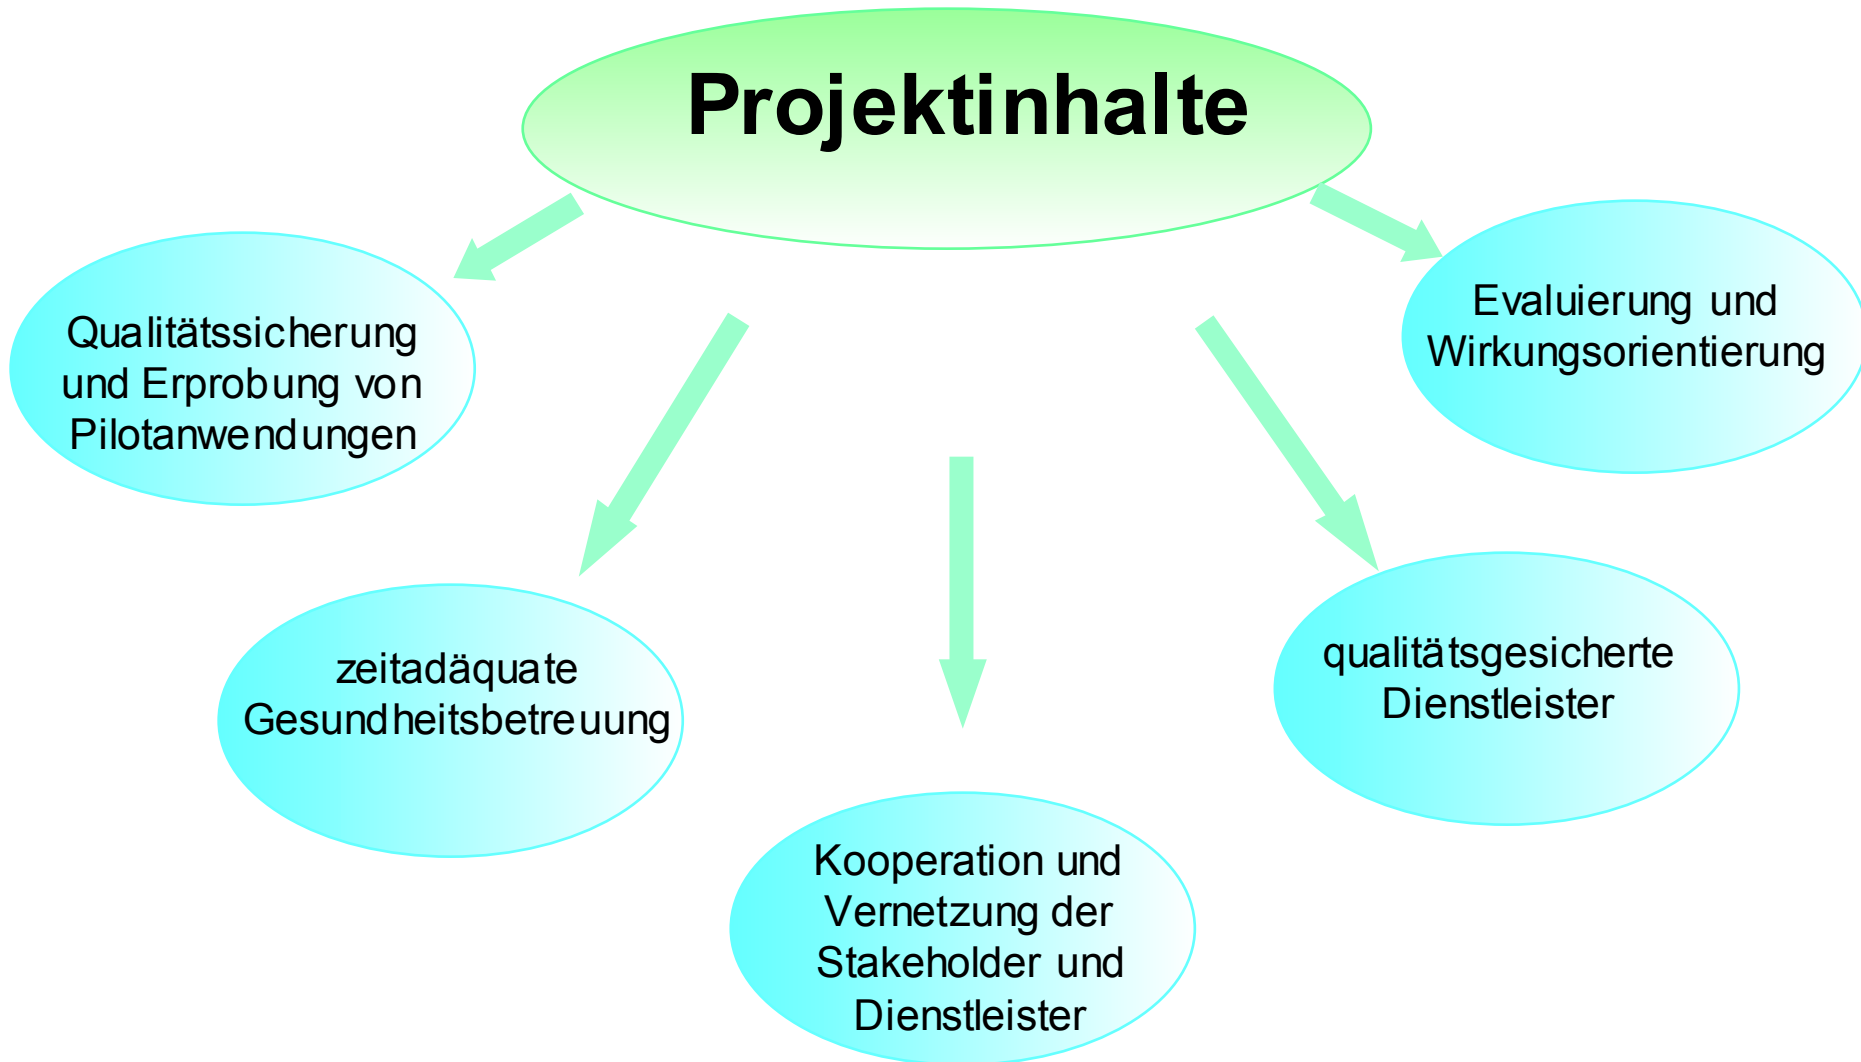 Projektinhalte
Qualitätssicherung
und Erprobung von
Pilotanwendungen
zeitadäquate
Gesundheitsbetreuung
Kooperation und
Vernetzung der
Stakeholder und
Dienstleister
qualitätsgesicherte
Dienstleister
Evaluierung und
Wirkungsorientierung